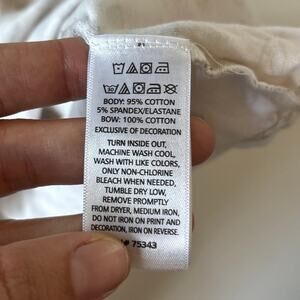 BODY: 95% COTTON
5% SPANDEX/ELASTANE
BOW: 100% COTTON
EXCLUSIVE OF DECORATION
TURN INSIDE OUT,
MACHINE WASH COOL,
WASH WITH LIKE COLORS,
ONLY NON-CHLORINE
BLEACH WHEN NEEDED,
TUMBLE DRY LOW,
REMOVE PROMPTLY
FROM DRYER, MEDIUM IRON,
DO NOT IRON ON PRINT AND
DECORATION, IRON ON REVERSE.
# 75343